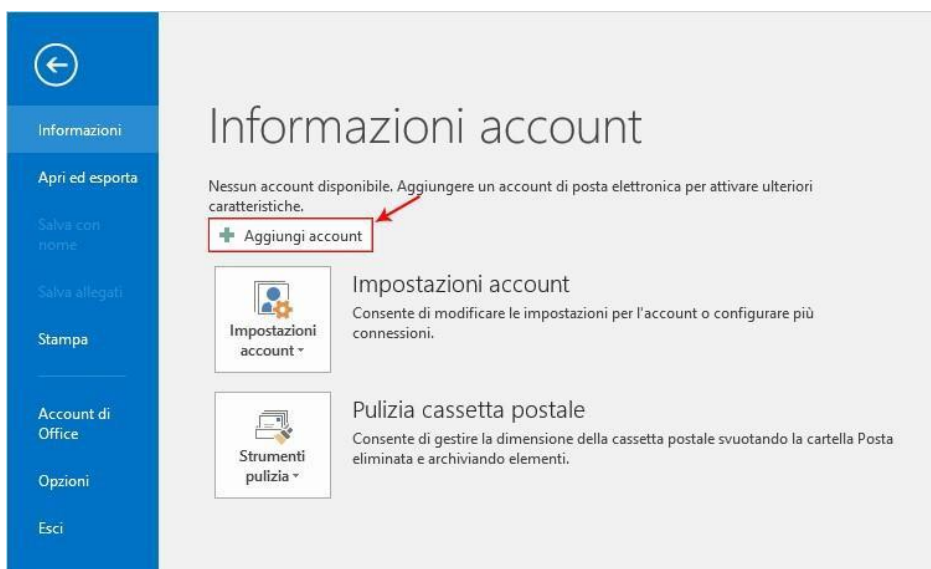 Informazioni
Apri ed esporta
Salva con
nome
Salva allegati
Stampa
Account di
Office
Opzioni
Esci
Informazioni account
Nessun account disponibile. Aggiungere un account di posta elettronica per attivare ulteriori
caratteristiche.
Aggiungi account
Impostazioni
account
Impostazioni account
Consente di modificare le impostazioni per l'account o configurare più
connessioni.
Strumenti
pulizia
Pulizia cassetta postale
Consente di gestire la dimensione della cassetta postale svuotando la cartella Posta
eliminata e archiviando elementi.